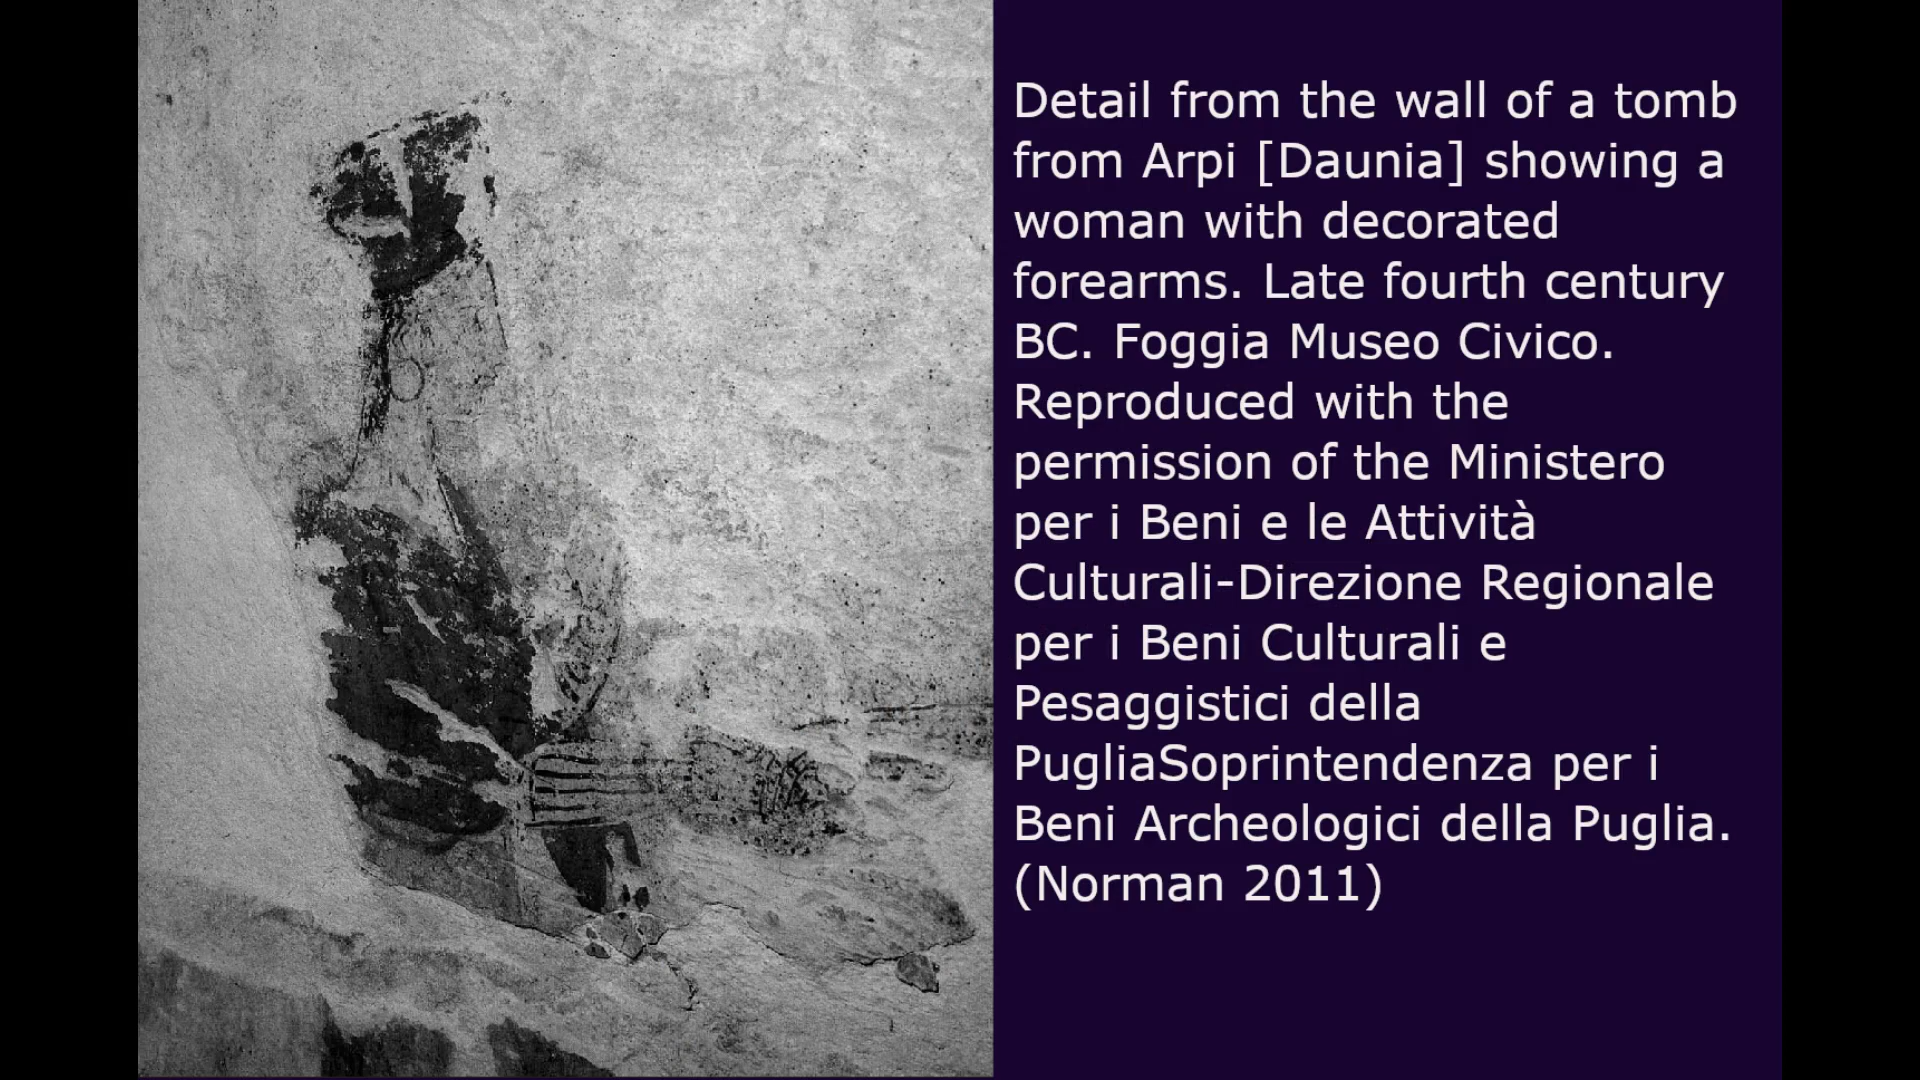 Detail from the wall of a tomb
from Arpi [Daunia] showing a
woman with decorated
forearms. Late fourth century
BC. Foggia Museo Civico.
Reproduced with the
permission of the Ministero
per i Beni e le Attività
Culturali-Direzione Regionale
per i Beni Culturali e
Pesaggistici della
PugliaSoprintendenza per i
Beni Archeologici della Puglia.
(Norman 2011)